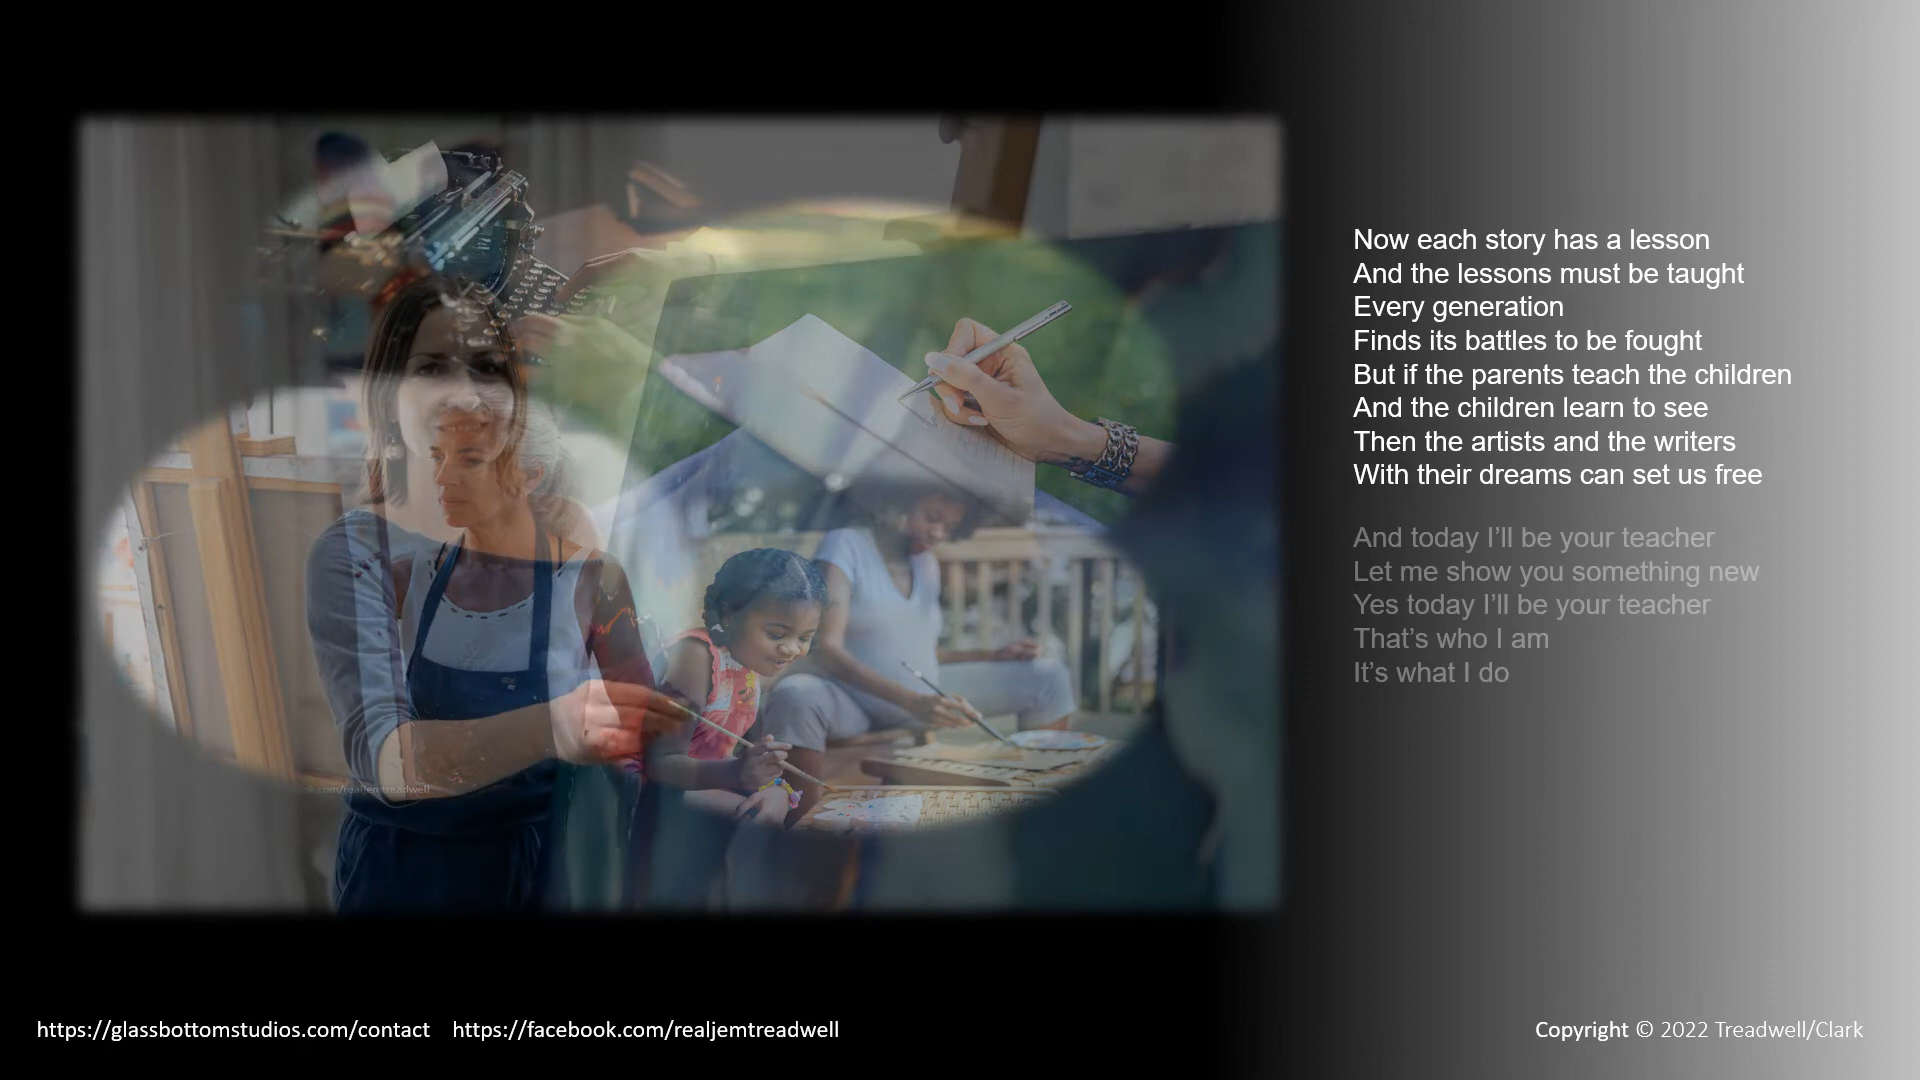 Now each story has a lesson
And the lessons must be taught
Every generation
Finds its battles to be fought
But if the parents teach the children
And the children learn to see
Then the artists and the writers
With their dreams can set us free
And today I’ll be your teacher
Let me show you something new
Yes today I’ll be your teacher
That’s who I am
It’s what I do
k.com/realjemtreadwell
https://glassbottomstudios.com/contact https://facebook.com/realjemtreadwell
Copyright © 2022 Treadwell/Clark